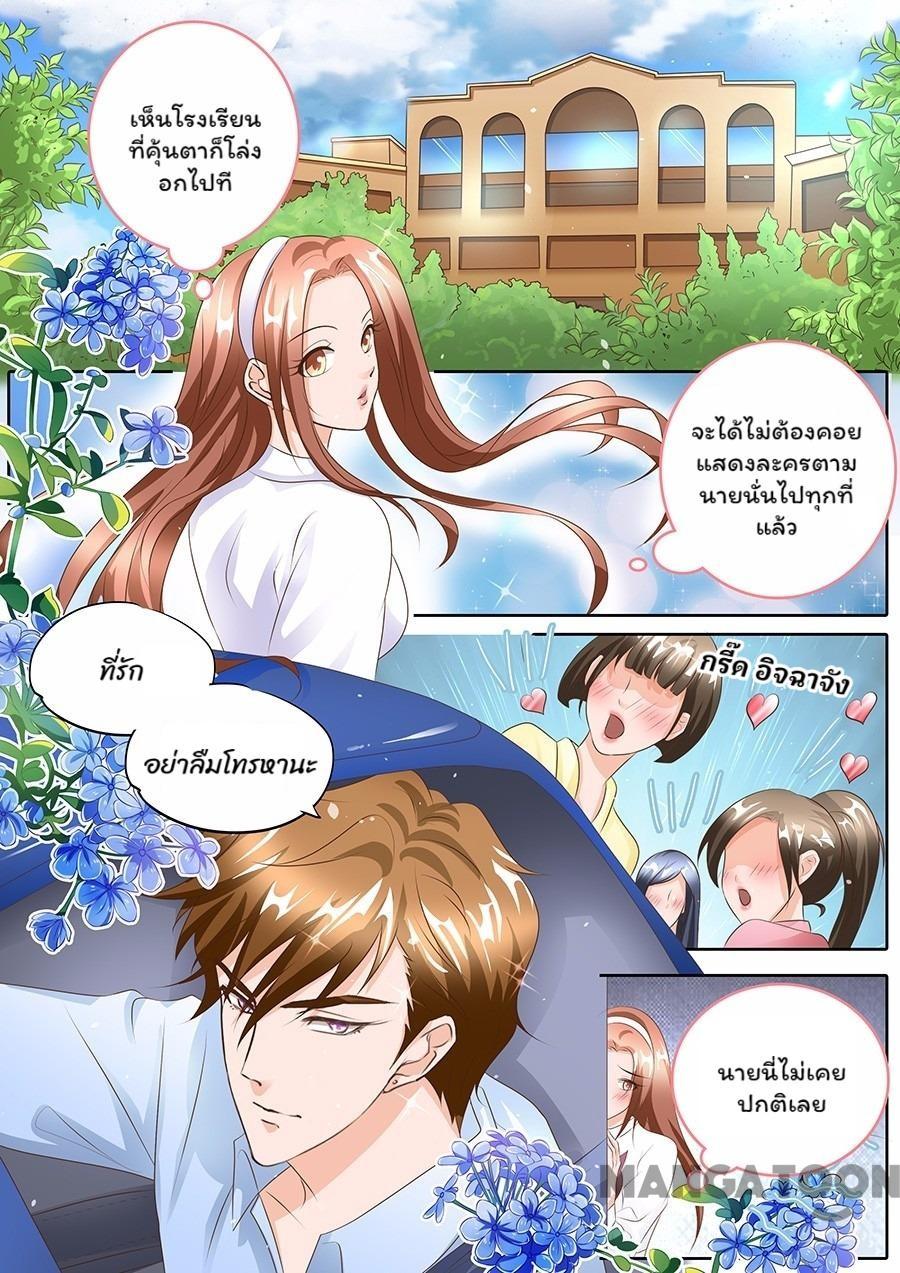 เห็นโรงเรียน
ที่คุ้นตาก็โล่ง
อกไปที
จะได้ไม่ต้องคอย
แสดงละครตาม
นายนั่นไปทุกที่
แล้ว
ที่รัก
อย่าลืมโทรหานะ
กรี๊ด อิจฉาจัง
นายนี่ไม่เคย
ปกติเลย
MANGATOON